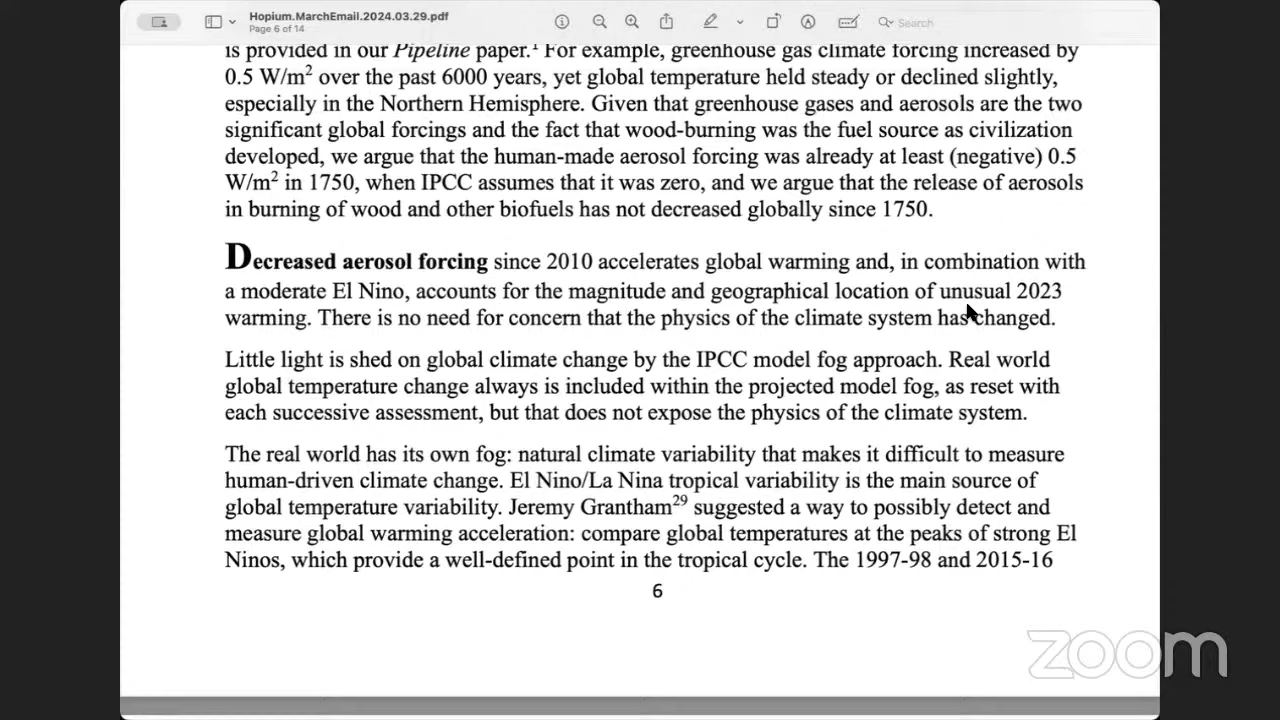 Hopium.MarchEmail.2024.03.29.pdf
Page 6 of 14
Search
is provided in our Pipeline paper.¹ For example, greenhouse gas climate forcing increased by
0.5 W/m² over the past 6000 years, yet global temperature held steady or declined slightly,
especially in the Northern Hemisphere. Given that greenhouse gases and aerosols are the two
significant global forcings and the fact that wood-burning was the fuel source as civilization
developed, we argue that the human-made aerosol forcing was already at least (negative) 0.5
W/m² in 1750, when IPCC assumes that it was zero, and we argue that the release of aerosols
in burning of wood and other biofuels has not decreased globally since 1750.
Decreased aerosol forcing since 2010 accelerates global warming and, in combination with
a moderate El Nino, accounts for the magnitude and geographical location of unusual 2023
warming. There is no need for concern that the physics of the climate system has changed.
Little light is shed on global climate change by the IPCC model fog approach. Real world
global temperature change always is included within the projected model fog, as reset with
each successive assessment, but that does not expose the physics of the climate system.
The real world has its own fog: natural climate variability that makes it difficult to measure
human-driven climate change. El Nino/La Nina tropical variability is the main source of
global temperature variability. Jeremy Grantham²⁹ suggested a way to possibly detect and
measure global warming acceleration: compare global temperatures at the peaks of strong El
Ninos, which provide a well-defined point in the tropical cycle. The 1997-98 and 2015-16
6
zoom